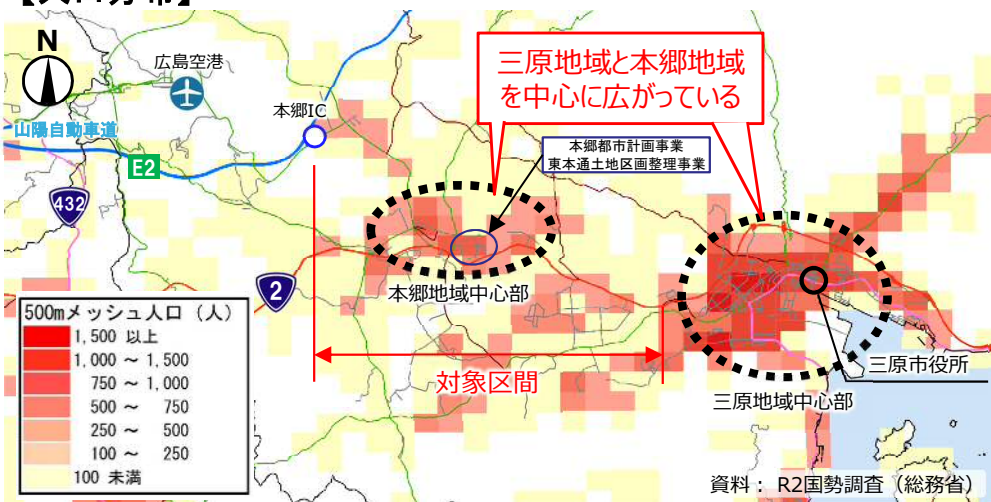 【人口分布】
N
広島空港
本郷IC
山陽自動車道
E2
432
三原地域と本郷地域
を中心に広がっている
本郷都市計画事業
東本通土地区画整理事業
2
本郷地域中心部
対象区間
三原市役所
三原地域中心部
500mメッシュ人口（人）
1,500 以上
1,000 ～ 1,500
750 ～ 1,000
500 ～ 750
250 ～ 500
100 ～ 250
100 未満
資料： R2国勢調査（総務省）